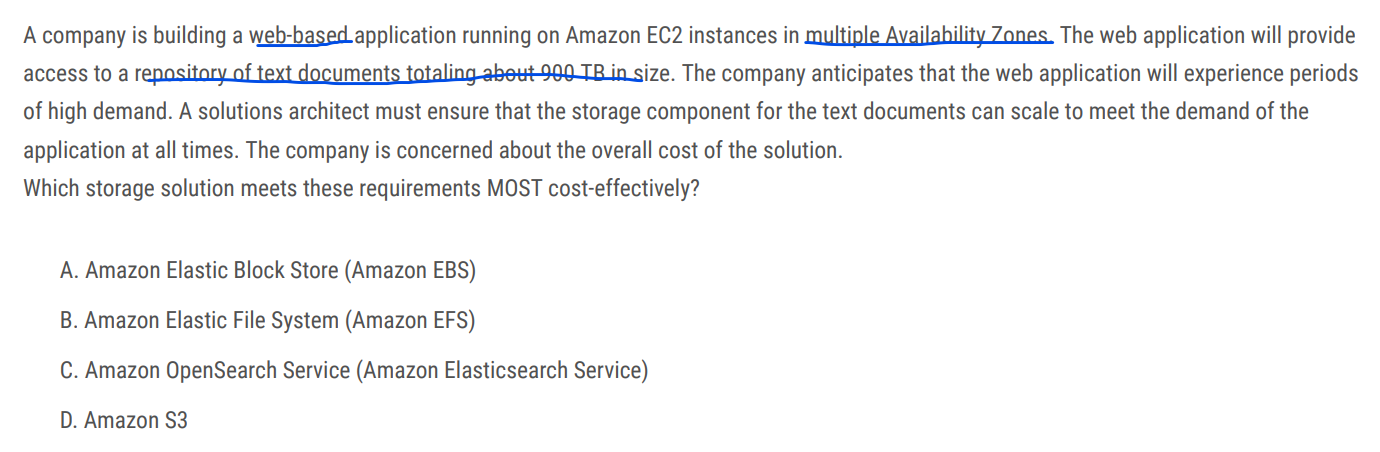 A company is building a web-based application running on Amazon EC2 instances in multiple Availability Zones. The web application will provide
access to a repository of text documents totaling about 900 TB in size. The company anticipates that the web application will experience periods
of high demand. A solutions architect must ensure that the storage component for the text documents can scale to meet the demand of the
application at all times. The company is concerned about the overall cost of the solution.
Which storage solution meets these requirements MOST cost-effectively?
A. Amazon Elastic Block Store (Amazon EBS)
B. Amazon Elastic File System (Amazon EFS)
C. Amazon OpenSearch Service (Amazon Elasticsearch Service)
D. Amazon S3